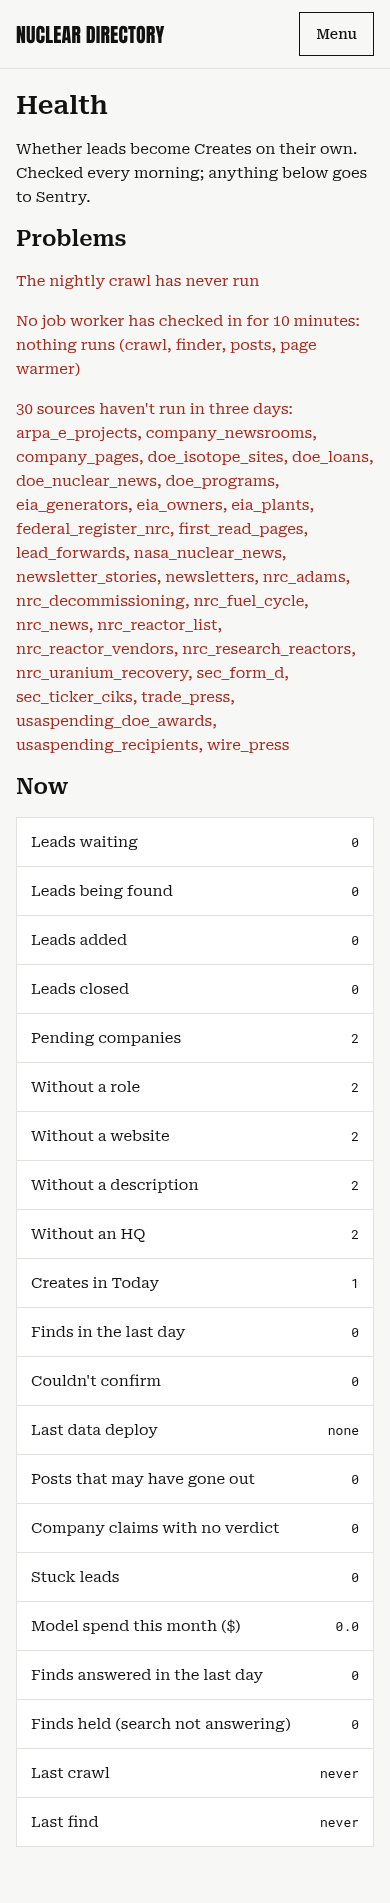 NUCLEAR DIRECTORY
Menu
Health
Whether leads become Creates on their own.
Checked every morning; anything below goes
to Sentry.
Problems
The nightly crawl has never run
No job worker has checked in for 10 minutes:
nothing runs (crawl, finder, posts, page
warmer)
30 sources haven't run in three days:
arpa_e_projects, company_newsrooms,
company_pages, doe_isotope_sites, doe_loans,
doe_nuclear_news, doe_programs,
eia_generators, eia_owners, eia_plants,
federal_register_nrc, first_read_pages,
lead_forwards, nasa_nuclear_news,
newsletter_stories, newsletters, nrc_adams,
nrc_decommissioning, nrc_fuel_cycle,
nrc_news, nrc_reactor_list,
nrc_reactor_vendors, nrc_research_reactors,
nrc_uranium_recovery, sec_form_d,
sec_ticker_ciks, trade_press,
usaspending_doe_awards,
usaspending_recipients, wire_press
Now
Leads waiting 0
Leads being found 0
Leads added 0
Leads closed 0
Pending companies 2
Without a role 2
Without a website 2
Without a description 2
Without an HQ 2
Creates in Today 1
Finds in the last day 0
Couldn't confirm 0
Last data deploy none
Posts that may have gone out 0
Company claims with no verdict 0
Stuck leads 0
Model spend this month ($) 0.0
Finds answered in the last day 0
Finds held (search not answering) 0
Last crawl never
Last find never